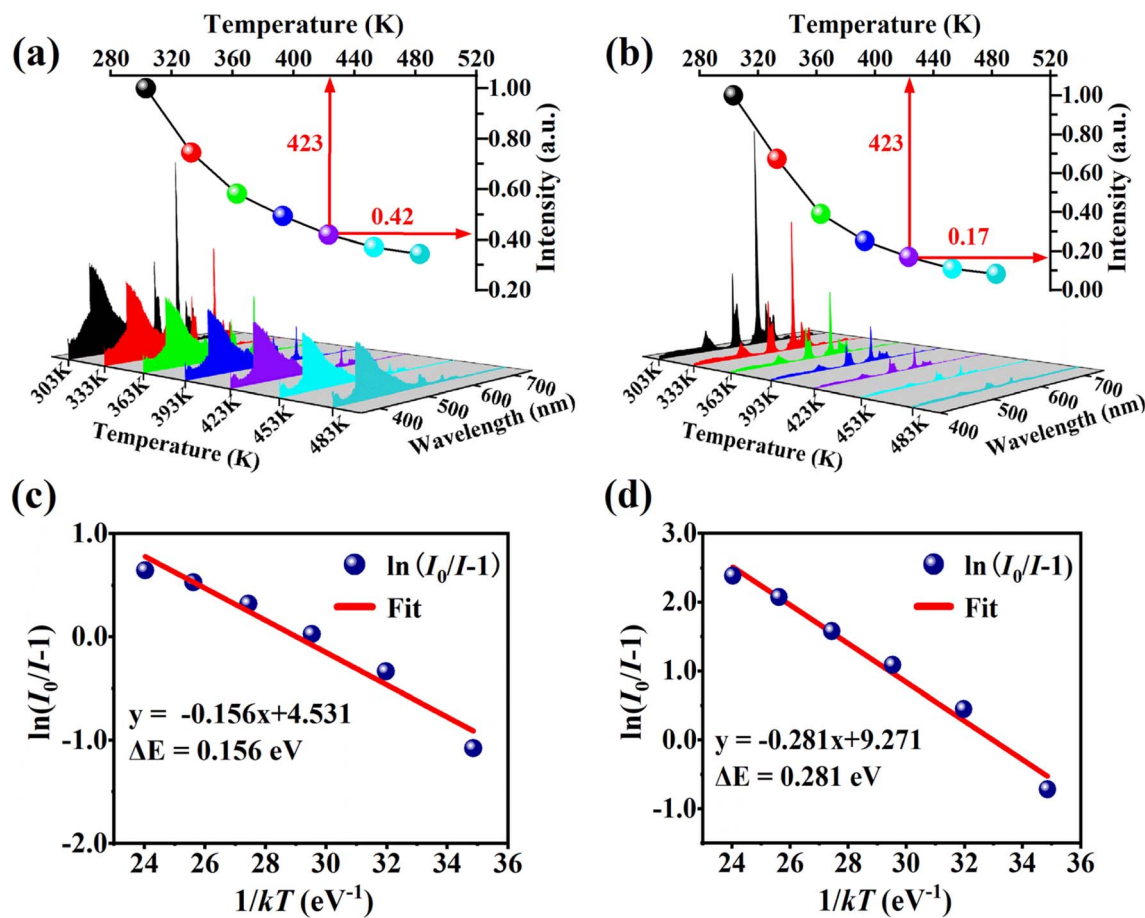 (a)
Temperature (K)
280 320 360 400 440 480 520
1.00
0.80
0.60
0.40
0.20
Intensity (a.u.)
423
0.42
303K
333K
363K
393K
423K
453K
483K
Temperature (K)
400
500
600
700
Wavelength (nm)
(b)
Temperature (K)
280 320 360 400 440 480 520
1.00
0.80
0.60
0.40
0.20
0.00
Intensity (a.u.)
423
0.17
303K
333K
363K
393K
423K
453K
483K
Temperature (K)
400
500
600
700
Wavelength (nm)
(c)
1.0
0.0
-1.0
-2.0
ln(I₀/I-1)
ln (I₀/I-1)
Fit
y = -0.156x+4.531
ΔE = 0.156 eV
24 26 28 30 32 34 36
1/kT (eV⁻¹)
(d)
3.0
2.0
1.0
0.0
-1.0
ln(I₀/I-1)
ln (I₀/I-1)
Fit
y = -0.281x+9.271
ΔE = 0.281 eV
24 26 28 30 32 34 36
1/kT (eV⁻¹)